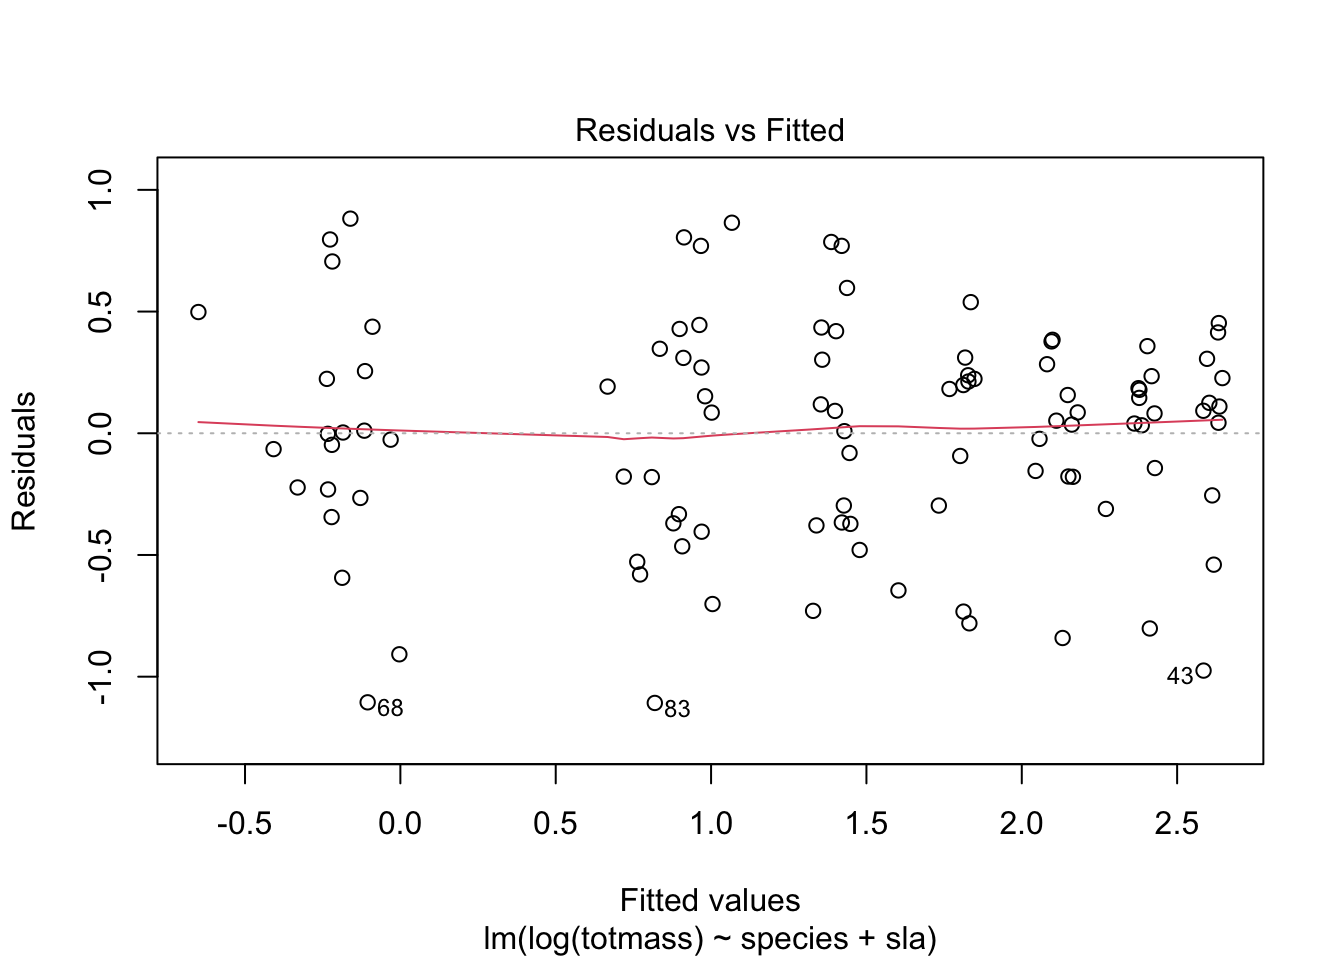 Residuals vs Fitted
1.0
0.5
0.0
-0.5
-1.0
Residuals
68
83
43
-0.5 0.0 0.5 1.0 1.5 2.0 2.5
Fitted values
lm(log(totmass) ~ species + sla)